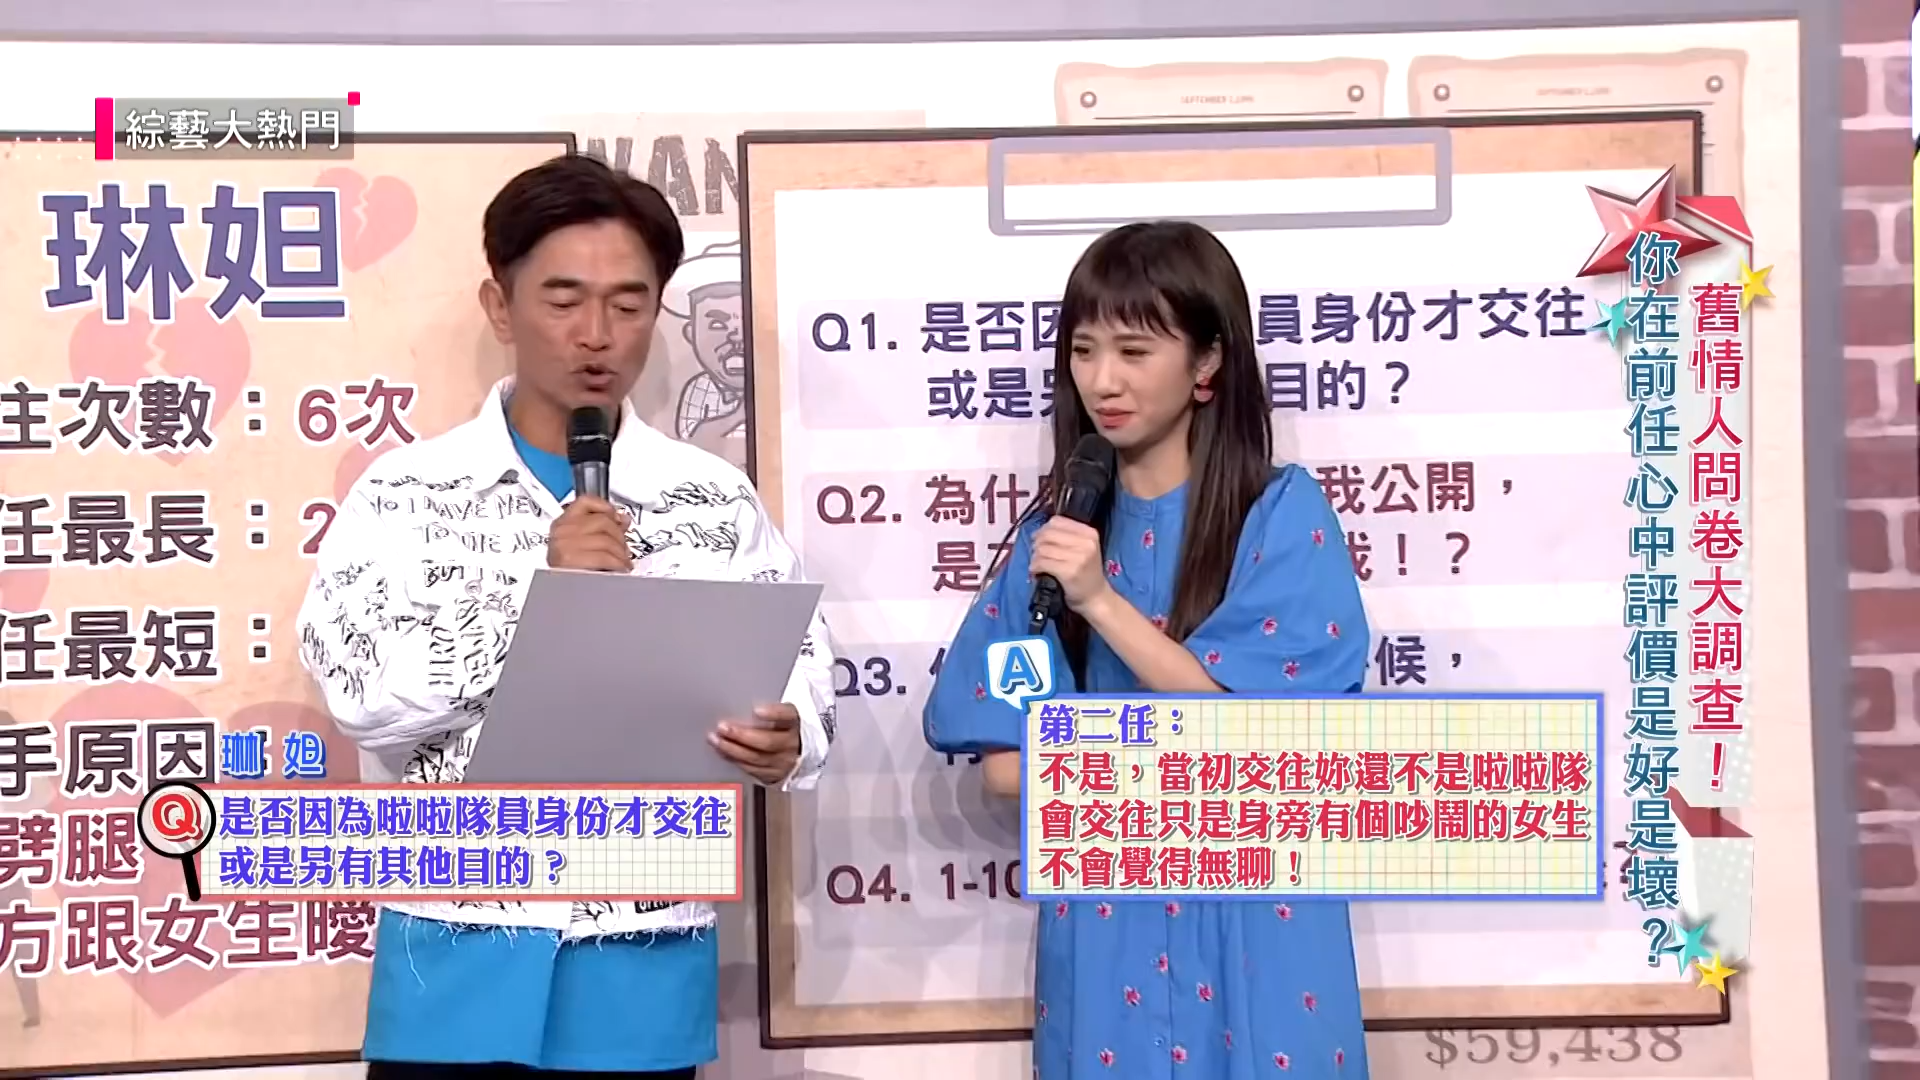 綜藝大熱門
琳妲
住次數：6次
任最長：2
任最短：
手原因
劈腿
方跟女生曖
WAN
SEPTEMBER
Q1. 是否因 員身份才交往
或是另 目的？
Q2. 為什 我公開，
是不 我！？
Q3. 候，
Q4. 1-10
$59,438
舊情人問卷大調查！
你在前任心中評價是好是壞？
琳妲
Q
是否因為啦啦隊員身份才交往
或是另有其他目的？
A
第二任：
不是，當初交往妳還不是啦啦隊
會交往只是身旁有個吵鬧的女生
不會覺得無聊！